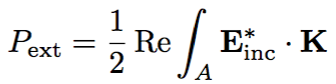 P_ext = 1/2 Re ∫_A E*_inc · K